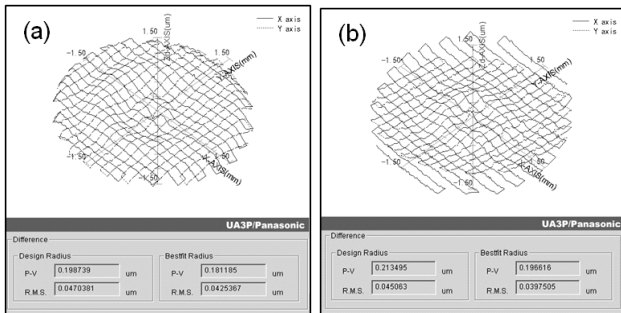 (a)
X axis
Y axis
1.50
Zd-AXIS(um)
-1.50
1.50
Y-AXIS(mm)
-1.50
1.50
X-AXIS(mm)
-1.50
UA3P/Panasonic
Difference
Design Radius
P-V 0.198739 um
R.M.S. 0.0470381 um
Bestfit Radius
P-V 0.181185 um
R.M.S. 0.0425367 um
(b)
X axis
Y axis
1.50
Zd-AXIS(um)
-1.50
1.50
Y-AXIS(mm)
-1.50
1.50
X-AXIS(mm)
-1.50
UA3P/Panasonic
Difference
Design Radius
P-V 0.213495 um
R.M.S. 0.045063 um
Bestfit Radius
P-V 0.196616 um
R.M.S. 0.0397505 um